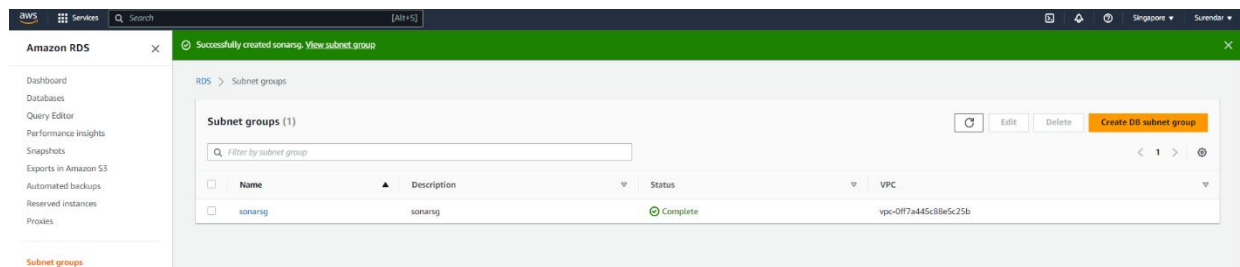 aws Services Search [Alt+S] Singapore Surendar
Amazon RDS
Successfully created sonarsg. View subnet group
Dashboard
Databases
Query Editor
Performance insights
Snapshots
Exports in Amazon S3
Automated backups
Reserved instances
Proxies
Subnet groups
RDS > Subnet groups
Subnet groups (1)
Edit Delete Create DB subnet group
Filter by subnet group
< 1 >
Name Description Status VPC
sonarsg sonarsg Complete vpc-0ff7a445c88e5c25b